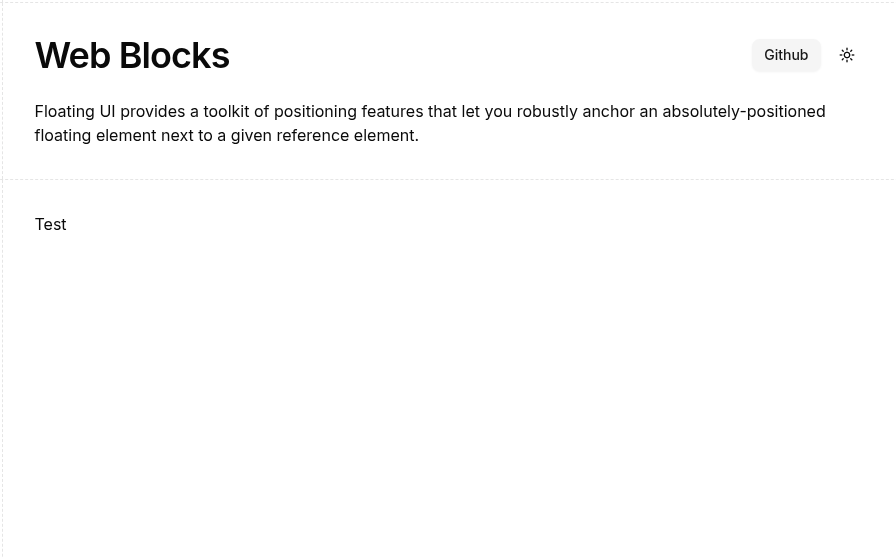 Web Blocks
Github
Floating UI provides a toolkit of positioning features that let you robustly anchor an absolutely-positioned
floating element next to a given reference element.
Test